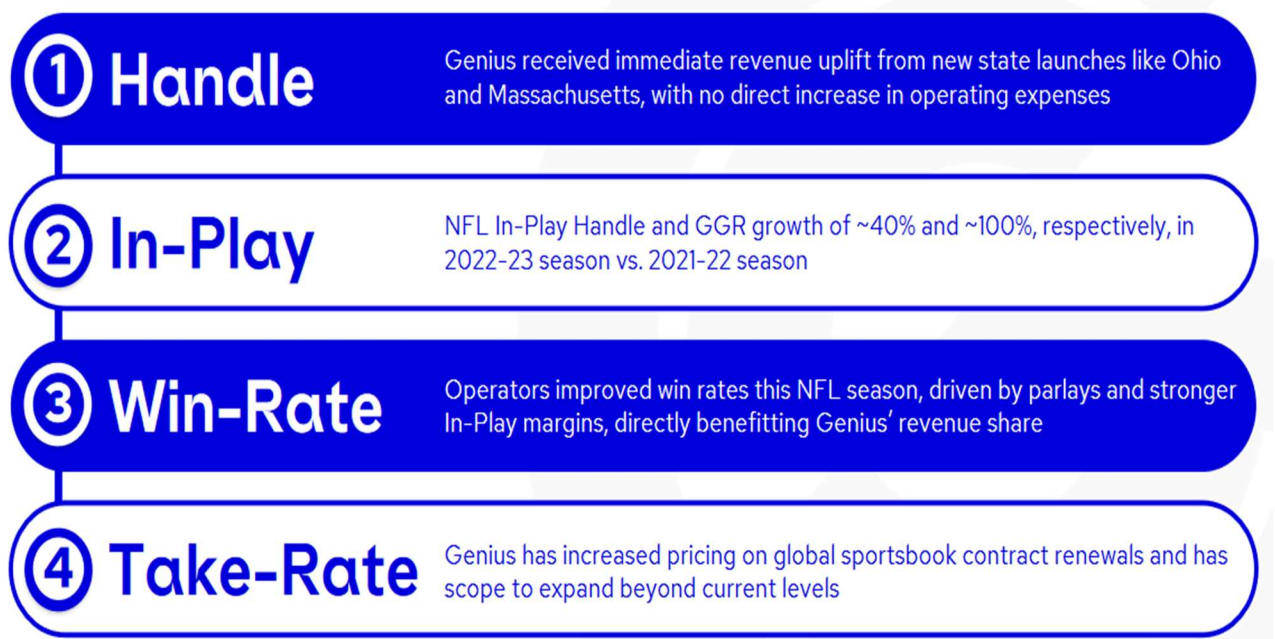 1 Handle
Genius received immediate revenue uplift from new state launches like Ohio
and Massachusetts, with no direct increase in operating expenses
2 In-Play
NFL In-Play Handle and GGR growth of ~40% and ~100%, respectively, in
2022-23 season vs. 2021-22 season
3 Win-Rate
Operators improved win rates this NFL season, driven by parlays and stronger
In-Play margins, directly benefitting Genius' revenue share
4 Take-Rate
Genius has increased pricing on global sportsbook contract renewals and has
scope to expand beyond current levels